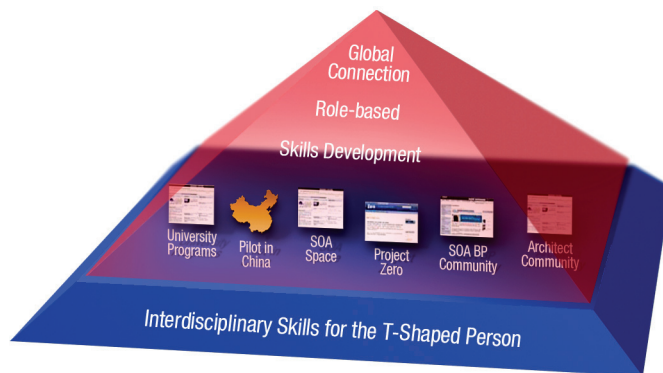 Global
Connection
Role-based
Skills Development
University
Programs
Pilot in
China
SOA
Space
Project
Zero
SOA BP
Community
Architect
Community
Interdisciplinary Skills for the T-Shaped Person